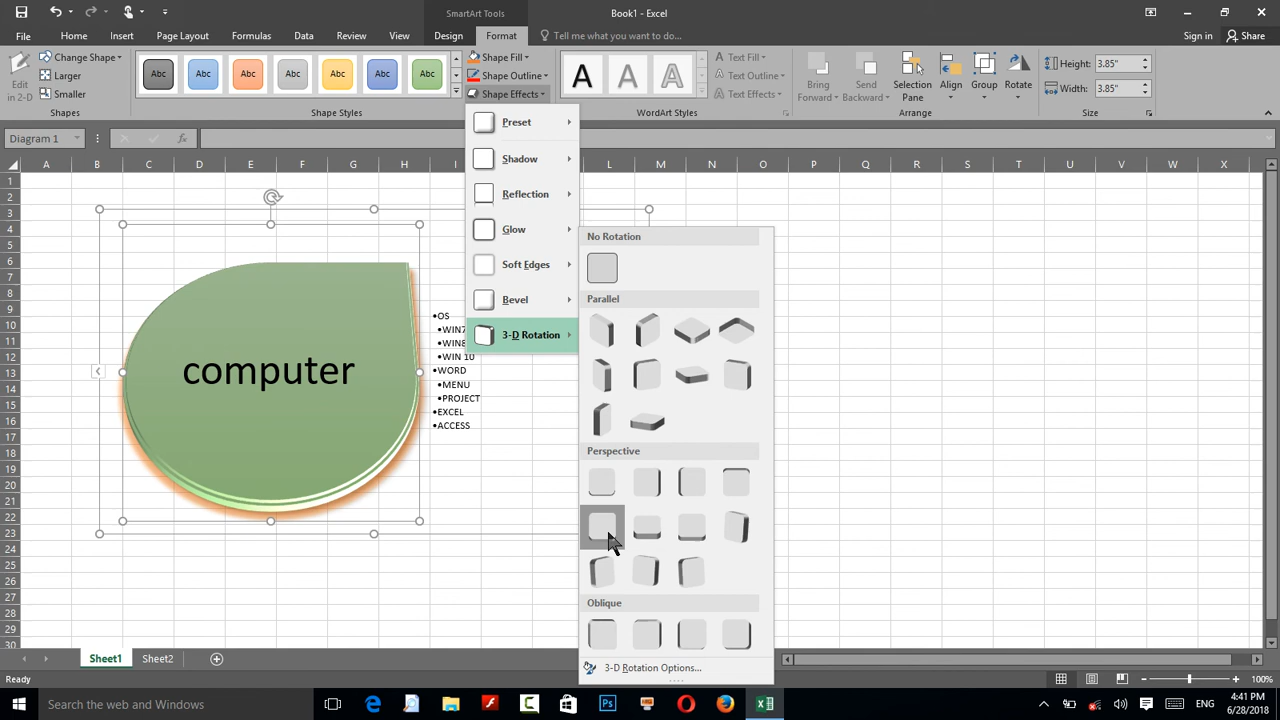 SmartArt Tools
Book1 - Excel
File Home Insert Page Layout Formulas Data Review View Design Format Tell me what you want to do... Sign in Share
Edit in 2-D
Change Shape
Larger
Smaller
Shapes
Abc Abc Abc Abc Abc Abc Abc
Shape Styles
Shape Fill
Shape Outline
Shape Effects
A A A
WordArt Styles
Text Fill
Text Outline
Text Effects
Bring Forward
Send Backward
Selection Pane
Align
Group
Rotate
Arrange
Height: 3.85"
Width: 3.85"
Size
Diagram 1
fx
A B C D E F G H I L M N O P Q R S T U V W X
1
2
3
4
5
6
7
8
9
10
11
12
13
14
15
16
17
18
19
20
21
22
23
24
25
26
27
28
29
30
computer
•OS
•WIN7
•WIN8
•WIN 10
•WORD
•MENU
•PROJECT
•EXCEL
•ACCESS
Preset
Shadow
Reflection
Glow
Soft Edges
Bevel
3-D Rotation
No Rotation
Parallel
Perspective
Oblique
3-D Rotation Options...
Sheet1 Sheet2
Ready
100%
Search the web and Windows
ENG
4:41 PM
6/28/2018